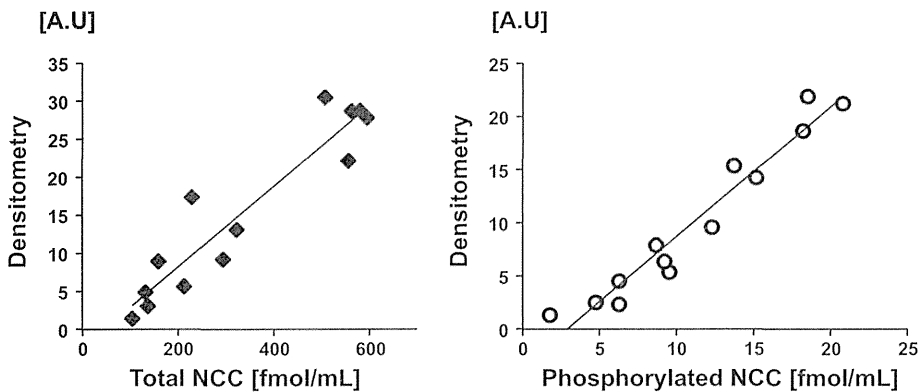 [A.U]
35
30
25
20
15
10
5
0
Densitometry
0 200 400 600
Total NCC [fmol/mL]
[A.U]
25
20
15
10
5
0
Densitometry
0 5 10 15 20 25
Phosphorylated NCC [fmol/mL]